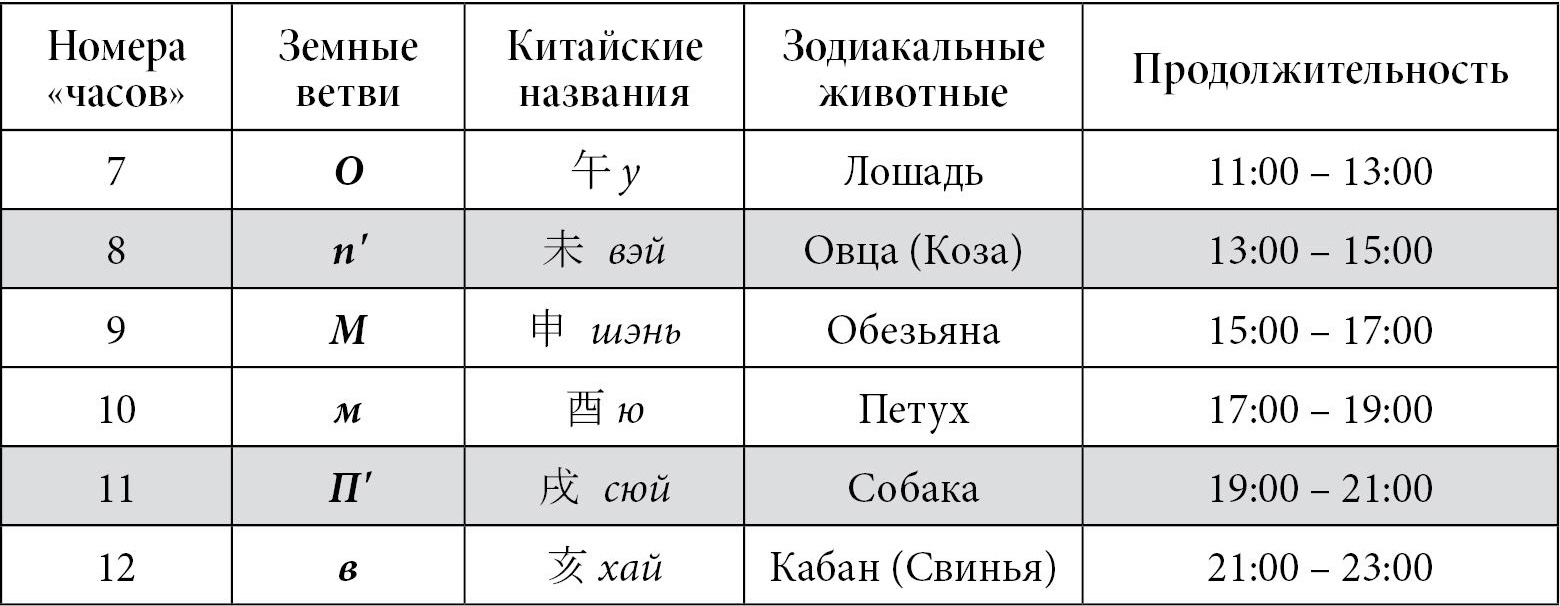 Номера «часов» Земные ветви Китайские названия Зодиакальные животные Продолжительность
7 О 午 у Лошадь 11:00 – 13:00
8 п′ 未 вэй Овца (Коза) 13:00 – 15:00
9 М 申 шэнь Обезьяна 15:00 – 17:00
10 м 酉 ю Петух 17:00 – 19:00
11 П′ 戌 сюй Собака 19:00 – 21:00
12 в 亥 хай Кабан (Свинья) 21:00 – 23:00